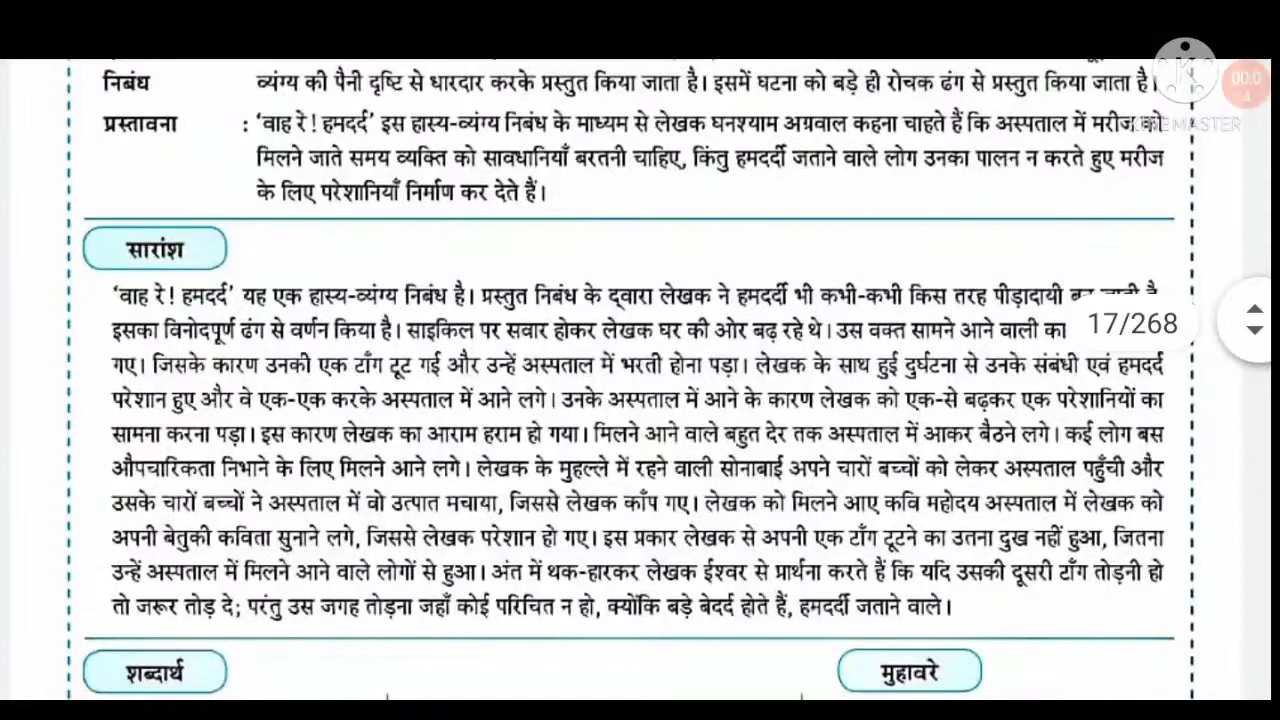 निबंध व्यंग्य की पैनी दृष्टि से धारदार करके प्रस्तुत किया जाता है। इसमें घटना को बड़े ही रोचक ढंग से प्रस्तुत किया जाता है।
प्रस्तावना : 'वाह रे! हमदर्द' इस हास्य-व्यंग्य निबंध के माध्यम से लेखक घनश्याम अग्रवाल कहना चाहते हैं कि अस्पताल में मरीज को
मिलने जाते समय व्यक्ति को सावधानियाँ बरतनी चाहिए, किंतु हमदर्दी जताने वाले लोग उनका पालन न करते हुए मरीज
के लिए परेशानियाँ निर्माण कर देते हैं।
सारांश
'वाह रे! हमदर्द' यह एक हास्य-व्यंग्य निबंध है। प्रस्तुत निबंध के द्वारा लेखक ने हमदर्दी भी कभी-कभी किस तरह पीड़ादायी
इसका विनोदपूर्ण ढंग से वर्णन किया है। साइकिल पर सवार होकर लेखक घर की ओर बढ़ रहे थे। उस वक्त सामने आने वाली का
17/268
गए। जिसके कारण उनकी एक टाँग टूट गई और उन्हें अस्पताल में भरती होना पड़ा। लेखक के साथ हुई दुर्घटना से उनके संबंधी एवं हमदर्द
परेशान हुए और वे एक-एक करके अस्पताल में आने लगे। उनके अस्पताल में आने के कारण लेखक को एक-से बढ़कर एक परेशानियों का
सामना करना पड़ा। इस कारण लेखक का आराम हराम हो गया। मिलने आने वाले बहुत देर तक अस्पताल में आकर बैठने लगे। कई लोग बस
औपचारिकता निभाने के लिए मिलने आने लगे। लेखक के मुहल्ले में रहने वाली सोनाबाई अपने चारों बच्चों को लेकर अस्पताल पहुँची और
उसके चारों बच्चों ने अस्पताल में वो उत्पात मचाया, जिससे लेखक काँप गए। लेखक को मिलने आए कवि महोदय अस्पताल में लेखक को
अपनी बेतुकी कविता सुनाने लगे, जिससे लेखक परेशान हो गए। इस प्रकार लेखक से अपनी एक टाँग टूटने का उतना दुख नहीं हुआ, जितना
उन्हें अस्पताल में मिलने आने वाले लोगों से हुआ। अंत में थक-हारकर लेखक ईश्वर से प्रार्थना करते हैं कि यदि उसकी दूसरी टाँग तोड़नी हो
तो जरूर तोड़ दे; परंतु उस जगह तोड़ना जहाँ कोई परिचित न हो, क्योंकि बड़े बेदर्द होते हैं, हमदर्दी जताने वाले।
शब्दार्थ मुहावरे